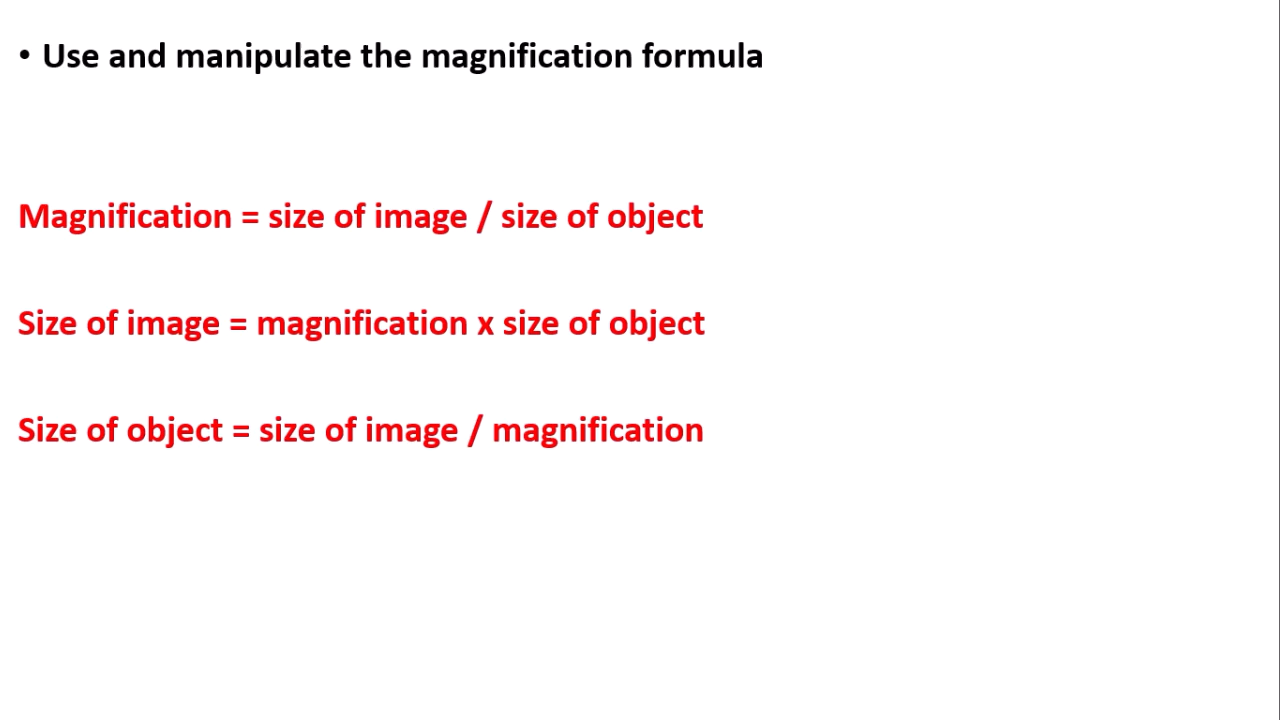 • Use and manipulate the magnification formula
Magnification = size of image / size of object
Size of image = magnification x size of object
Size of object = size of image / magnification